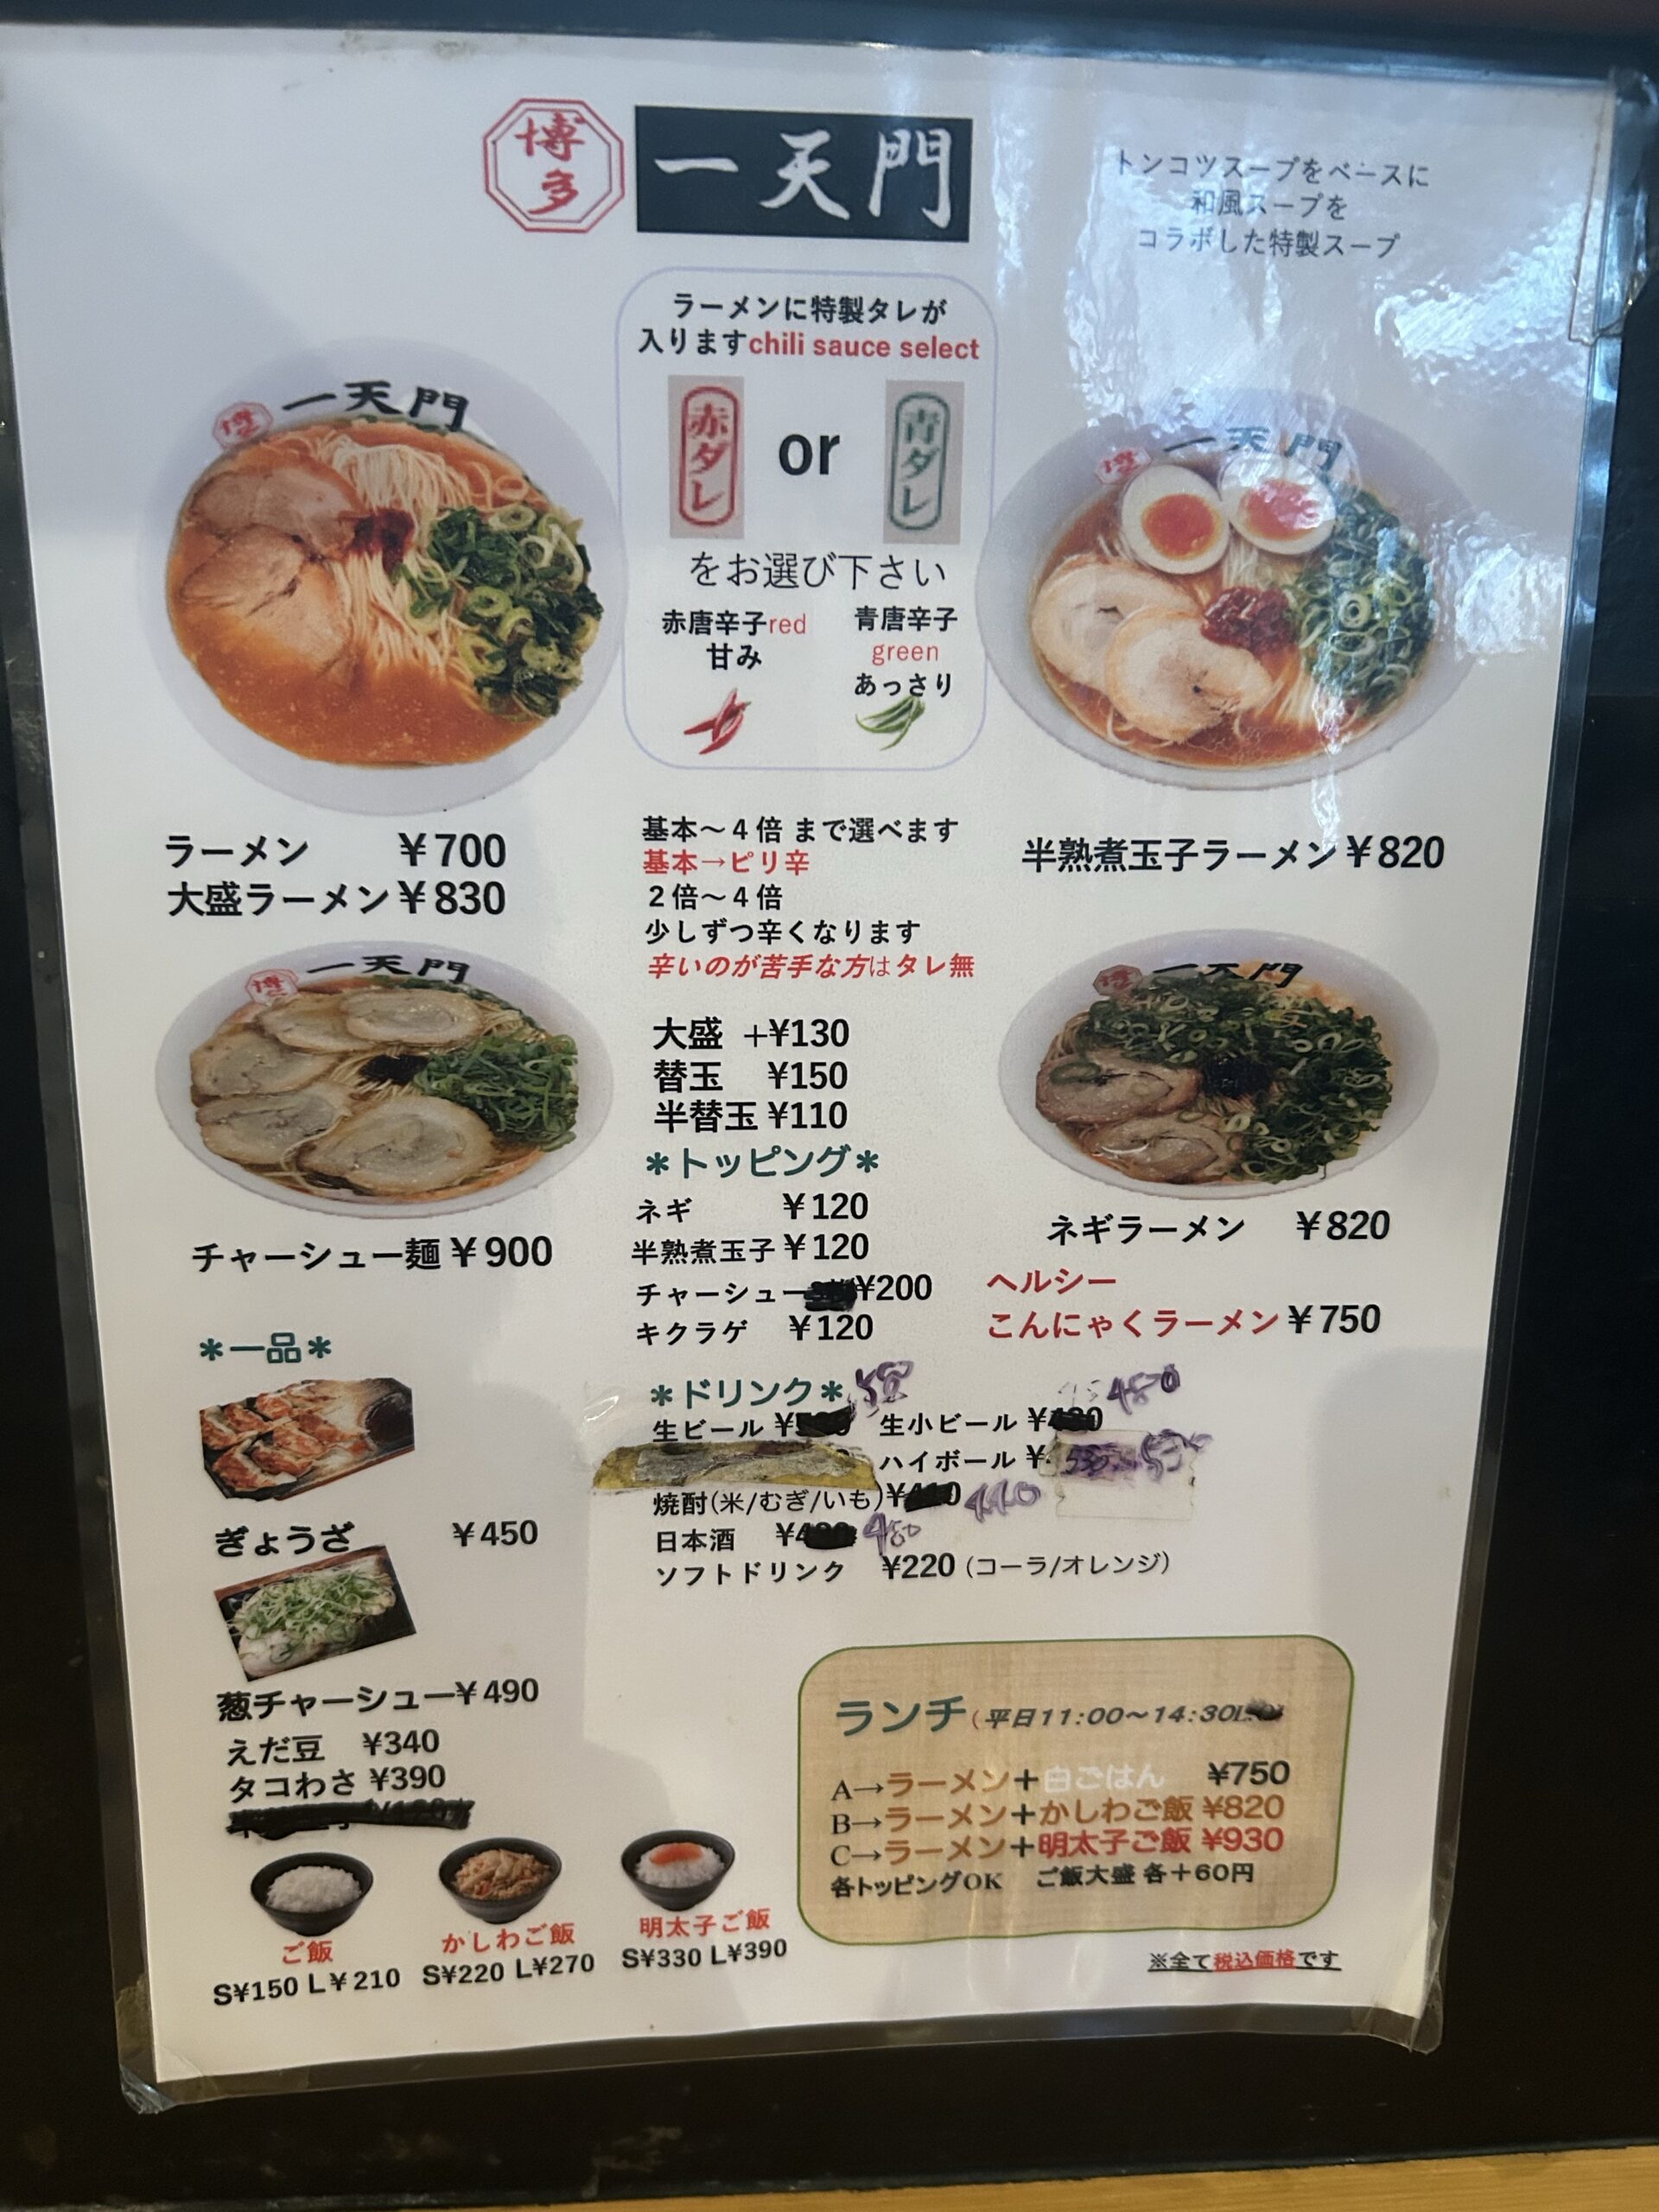 博多
一天門
トンコツスープをベースに
和風スープを
コラボした特製スープ
ラーメンに特製タレが
入りますchili sauce select
赤ダレ
or
青ダレ
をお選び下さい
赤唐辛子red
甘み
青唐辛子
green
あっさり
一天門
一天門
ラーメン ￥700
大盛ラーメン￥830
基本～４倍 まで選べます
基本→ピリ辛
２倍～４倍
少しずつ辛くなります
辛いのが苦手な方はタレ無
半熟煮玉子ラーメン￥820
一天門
一天門
チャーシュー麺￥900
大盛 +¥130
替玉 ¥150
半替玉 ¥110
＊トッピング＊
ネギ ￥120
半熟煮玉子￥120
チャーシュー ¥200
キクラゲ ￥120
ネギラーメン ￥820
ヘルシー
こんにゃくラーメン￥750
＊一品＊
ぎょうざ ￥450
葱チャーシュー￥490
えだ豆 ¥340
タコわさ ¥390
＊ドリンク＊
生ビール ¥
生小ビール ¥ 480
ハイボール ¥
焼酎(米/むぎ/いも)¥ 440
日本酒 ¥ 480
ソフトドリンク ¥220 (コーラ/オレンジ)
ご飯
S¥150 L￥210
かしわご飯
S¥220 L¥270
明太子ご飯
S¥330 L¥390
ランチ(平日11:00～14:30
A→ラーメン＋白ごはん ¥750
B→ラーメン＋かしわご飯 ¥820
C→ラーメン＋明太子ご飯 ¥930
各トッピングOK ご飯大盛 各＋60円
※全て税込価格です